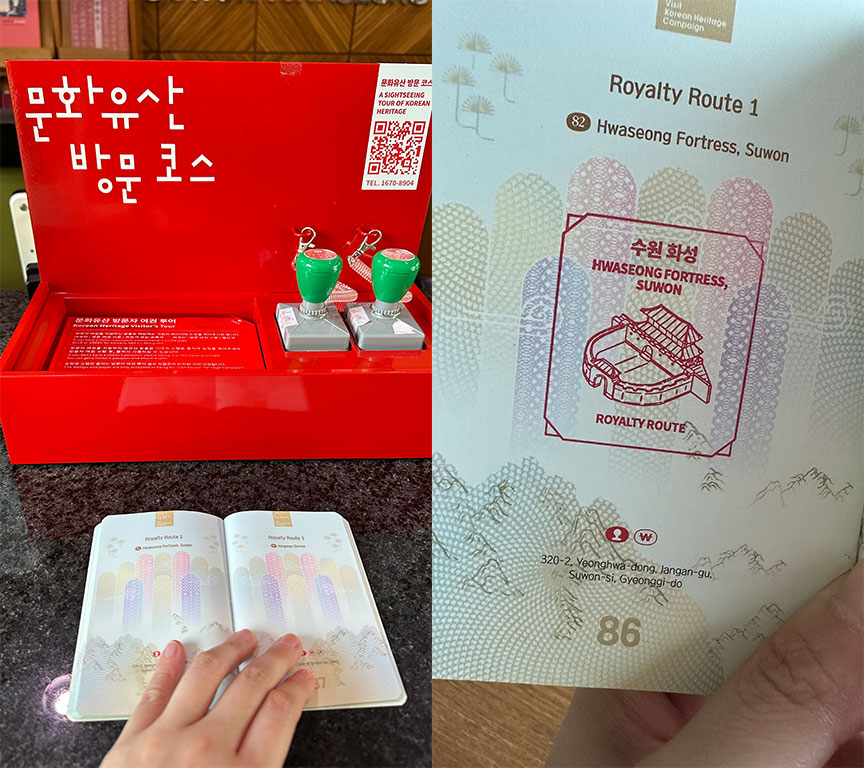 문화유산
방문 코스
문화유산 방문 코스
A SIGHTSEEING
TOUR OF KOREAN
HERITAGE
TEL. 1670-8904
문화유산 방문자 여권 투어
Korean Heritage Visitor's Tour
Royalty Route 1
Hwaseong Fortress, Suwon
Royalty Route 1
87
Visit
Korean Heritage
Campaign
Royalty Route 1
82 Hwaseong Fortress, Suwon
수원 화성
HWASEONG FORTRESS,
SUWON
ROYALTY ROUTE
₩
320-2, Yeonghwa-dong, Jangan-gu,
Suwon-si, Gyeonggi-do
86